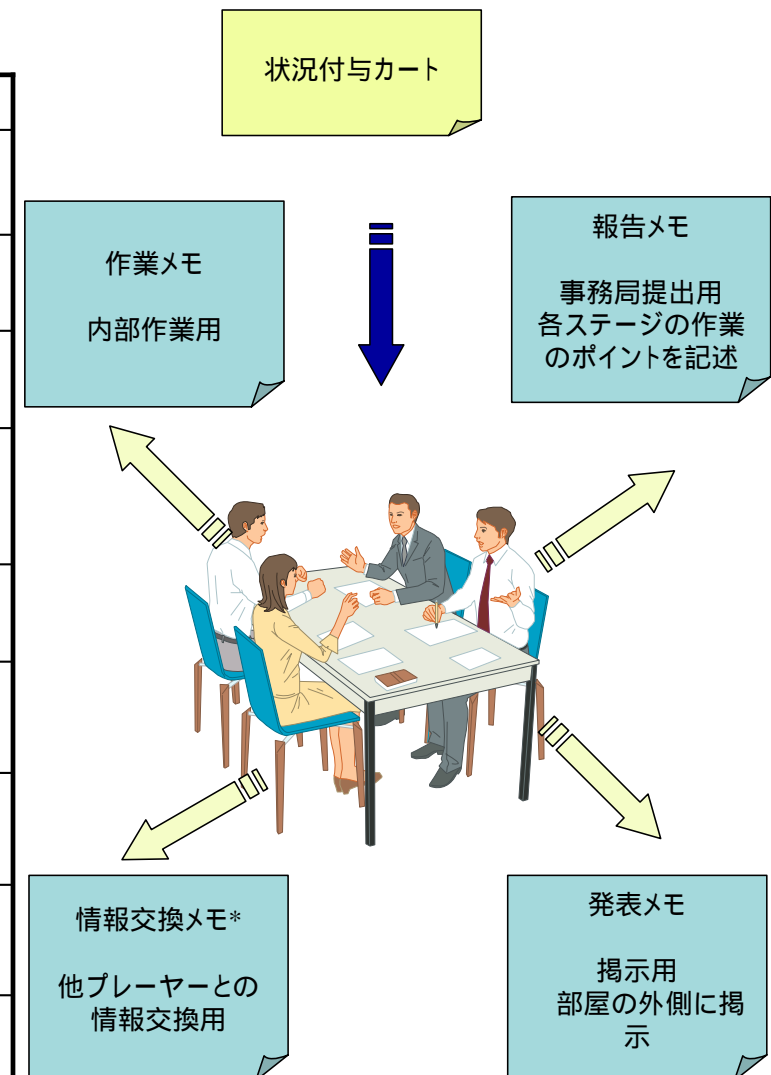 状況付与カート
作業メモ
内部作業用
報告メモ
事務局提出用
各ステージの作業
のポイントを記述
情報交換メモ*
他プレーヤーとの
情報交換用
発表メモ
掲示用
部屋の外側に掲
示